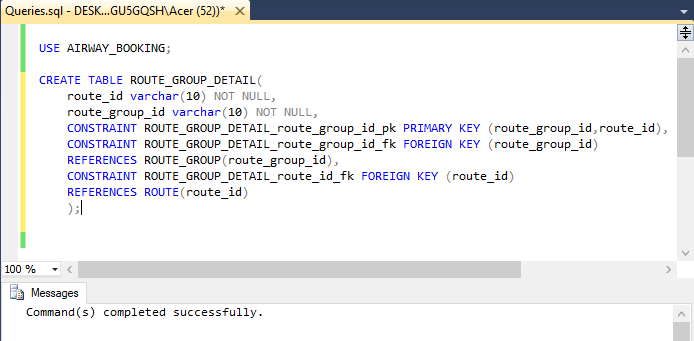 Queries.sql - DESK...GU5GQSH\Acer (52))*
USE AIRWAY_BOOKING;
CREATE TABLE ROUTE_GROUP_DETAIL(
route_id varchar(10) NOT NULL,
route_group_id varchar(10) NOT NULL,
CONSTRAINT ROUTE_GROUP_DETAIL_route_group_id_pk PRIMARY KEY (route_group_id,route_id),
CONSTRAINT ROUTE_GROUP_DETAIL_route_group_id_fk FOREIGN KEY (route_group_id)
REFERENCES ROUTE_GROUP(route_group_id),
CONSTRAINT ROUTE_GROUP_DETAIL_route_id_fk FOREIGN KEY (route_id)
REFERENCES ROUTE(route_id)
);
100 %
Messages
Command(s) completed successfully.